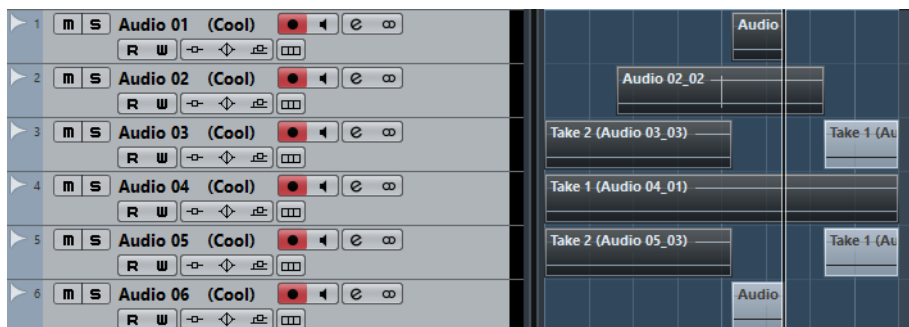 1 m S Audio 01 (Cool) e Audio
R W
2 m S Audio 02 (Cool) e Audio 02_02
R W
3 m S Audio 03 (Cool) e Take 2 (Audio 03_03) Take 1 (Au
R W
4 m S Audio 04 (Cool) e Take 1 (Audio 04_01)
R W
5 m S Audio 05 (Cool) e Take 2 (Audio 05_03) Take 1 (Au
R W
6 m S Audio 06 (Cool) e Audio
R W